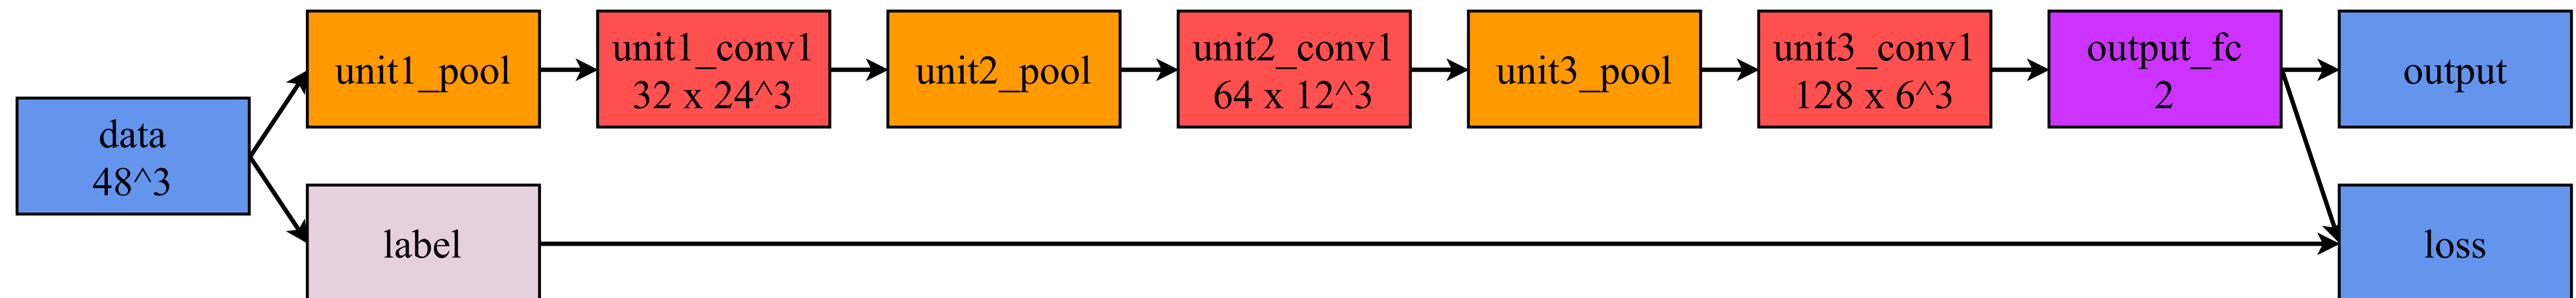 data
48^3
unit1_pool
unit1_conv1
32 x 24^3
unit2_pool
unit2_conv1
64 x 12^3
unit3_pool
unit3_conv1
128 x 6^3
output_fc
2
output
label
loss